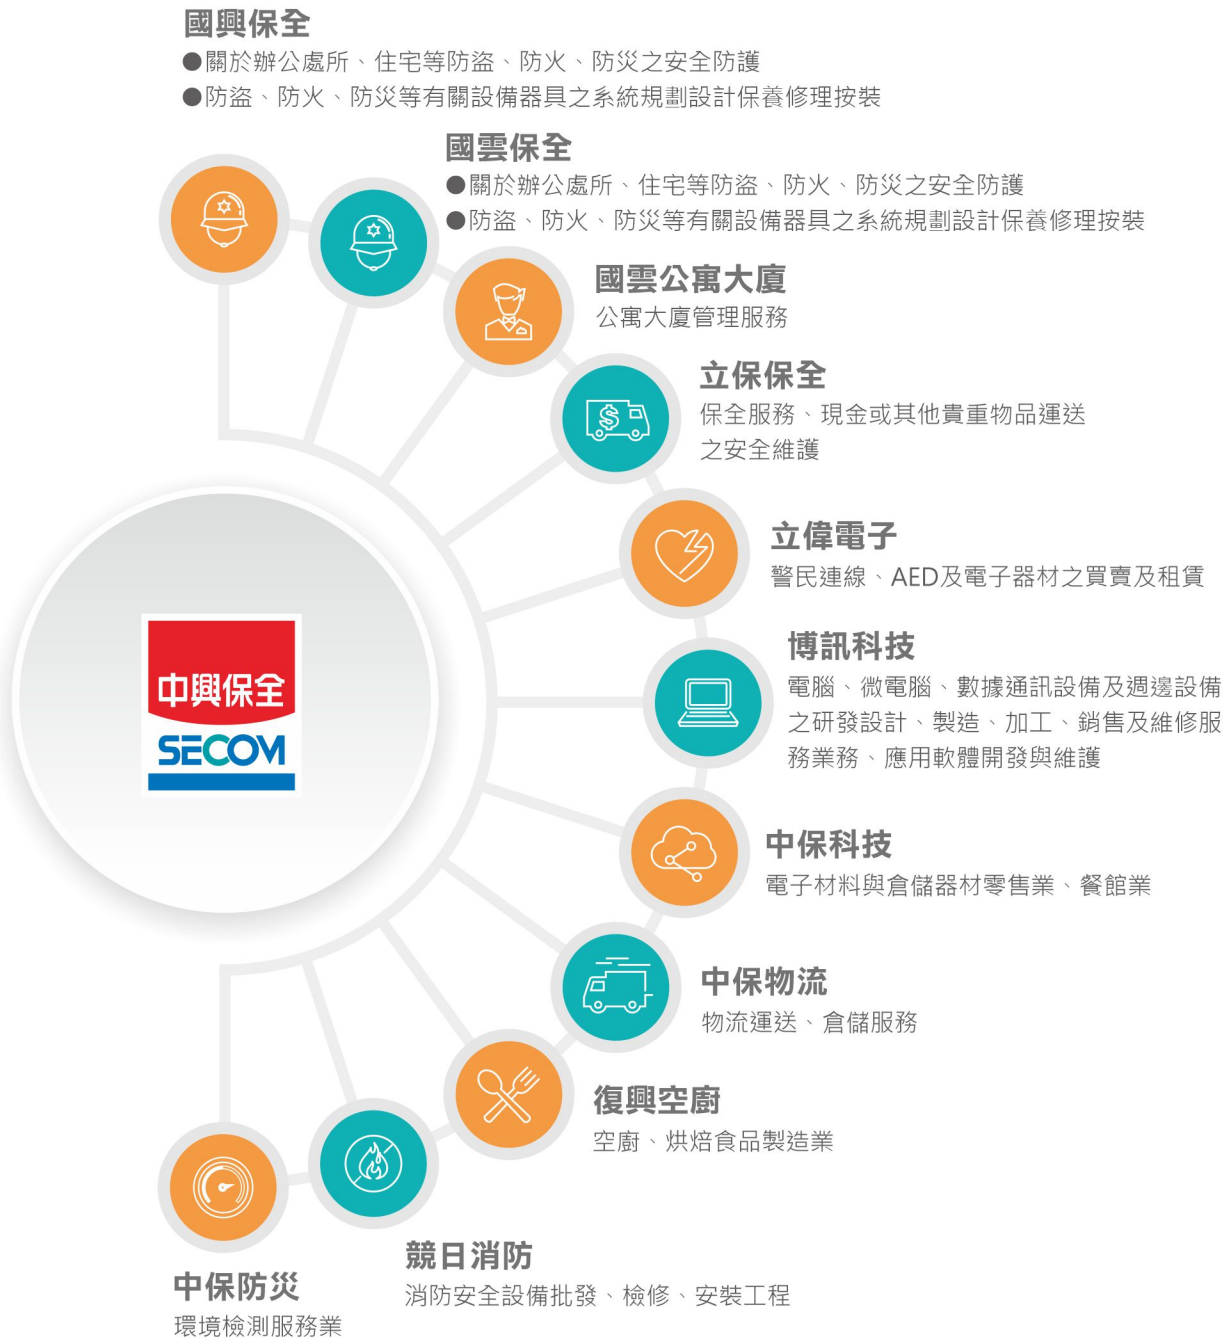 國興保全
●關於辦公處所、住宅等防盜、防火、防災之安全防護
●防盜、防火、防災等有關設備器具之系統規劃設計保養修理按裝
國雲保全
●關於辦公處所、住宅等防盜、防火、防災之安全防護
●防盜、防火、防災等有關設備器具之系統規劃設計保養修理按裝
國雲公寓大廈
公寓大廈管理服務
立保保全
保全服務、現金或其他貴重物品運送
之安全維護
立偉電子
警民連線、AED及電子器材之買賣及租賃
中興保全
SECOM
博訊科技
電腦、微電腦、數據通訊設備及週邊設備
之研發設計、製造、加工、銷售及維修服
務業務、應用軟體開發與維護
中保科技
電子材料與倉儲器材零售業、餐館業
中保物流
物流運送、倉儲服務
復興空廚
空廚、烘焙食品製造業
競日消防
消防安全設備批發、檢修、安裝工程
中保防災
環境檢測服務業